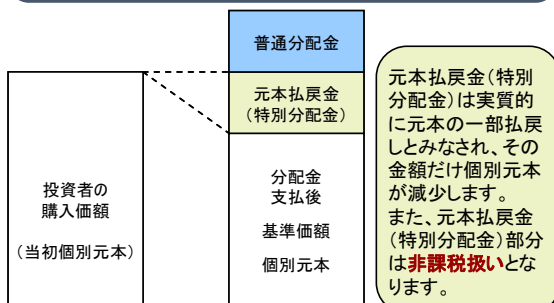 普通分配金
元本払戻金
(特別分配金)
分配金
支払後
基準価額
個別元本
投資者の
購入価額
(当初個別元本)
元本払戻金(特別
分配金)は実質的
に元本の一部払戻
しとみなされ、その
金額だけ個別元本
が減少します。
また、元本払戻金
(特別分配金)部分
は非課税扱いとな
ります。